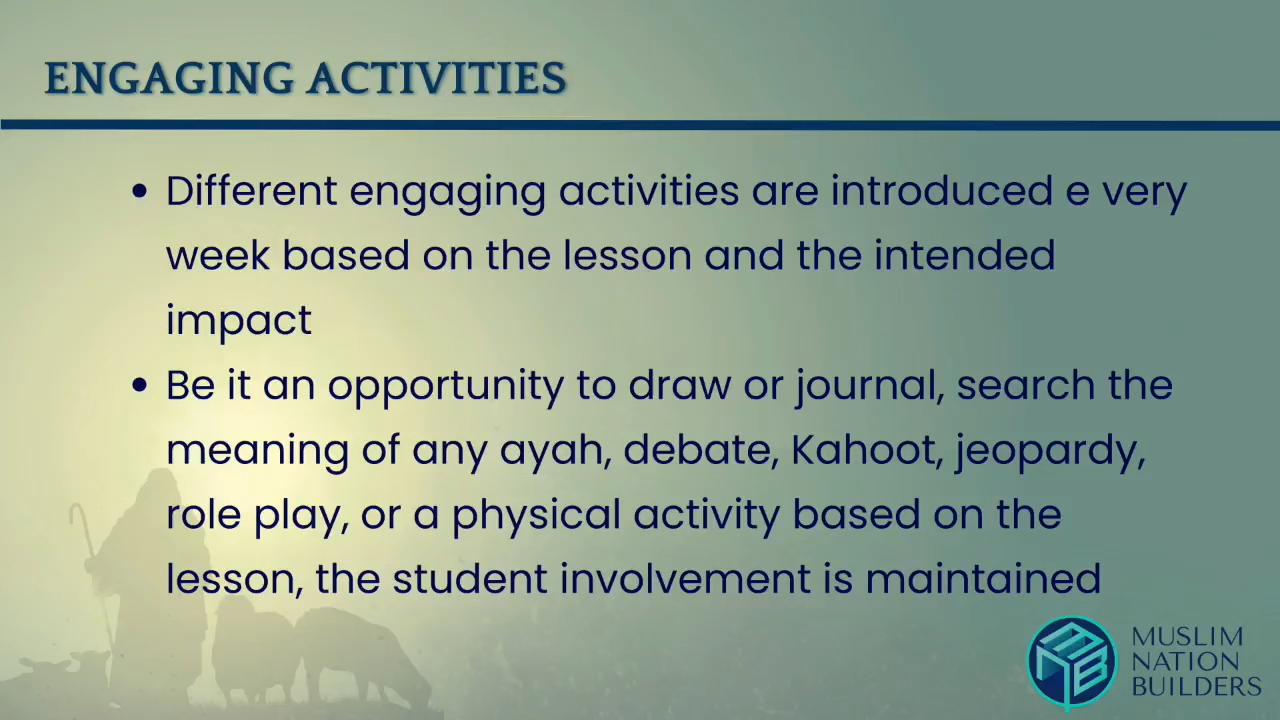 ENGAGING ACTIVITIES
• Different engaging activities are introduced e very
week based on the lesson and the intended
impact
• Be it an opportunity to draw or journal, search the
meaning of any ayah, debate, Kahoot, jeopardy,
role play, or a physical activity based on the
lesson, the student involvement is maintained
MNB
MUSLIM
NATION
BUILDERS